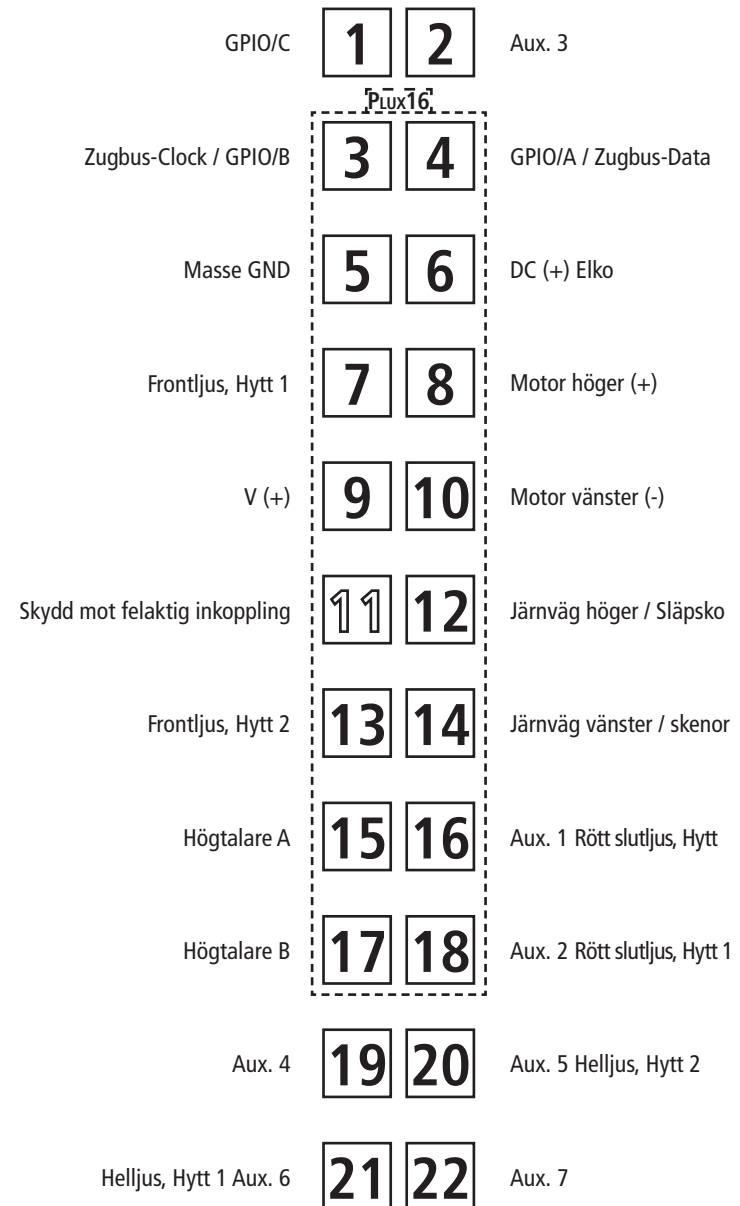 GPIO/C 1 2 Aux. 3
PLUX16
Zugbus-Clock / GPIO/B 3 4 GPIO/A / Zugbus-Data
Masse GND 5 6 DC (+) Elko
Frontljus, Hytt 1 7 8 Motor höger (+)
V (+) 9 10 Motor vänster (-)
Skydd mot felaktig inkoppling 11 12 Järnväg höger / Släpsko
Frontljus, Hytt 2 13 14 Järnväg vänster / skenor
Högtalare A 15 16 Aux. 1 Rött slutljus, Hytt
Högtalare B 17 18 Aux. 2 Rött slutljus, Hytt 1
Aux. 4 19 20 Aux. 5 Helljus, Hytt 2
Helljus, Hytt 1 Aux. 6 21 22 Aux. 7